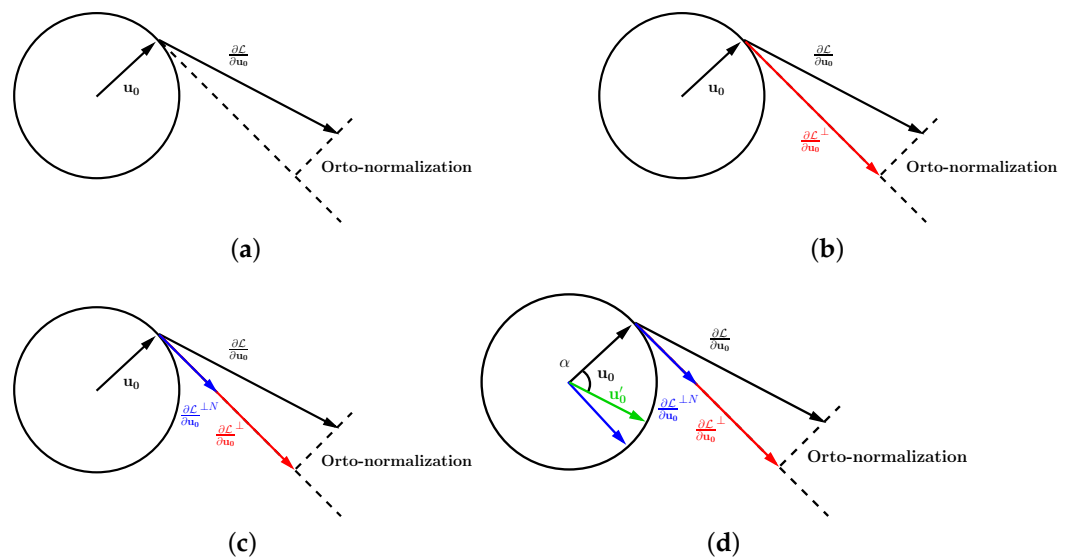 ∂ℒ/∂u₀
u₀
Orto-normalization
(a)
∂ℒ/∂u₀
u₀
∂ℒ/∂u₀^⊥
Orto-normalization
(b)
∂ℒ/∂u₀
u₀
∂ℒ/∂u₀^⊥N
∂ℒ/∂u₀^⊥
Orto-normalization
(c)
∂ℒ/∂u₀
α
u₀
u₀′
∂ℒ/∂u₀^⊥N
∂ℒ/∂u₀^⊥
Orto-normalization
(d)